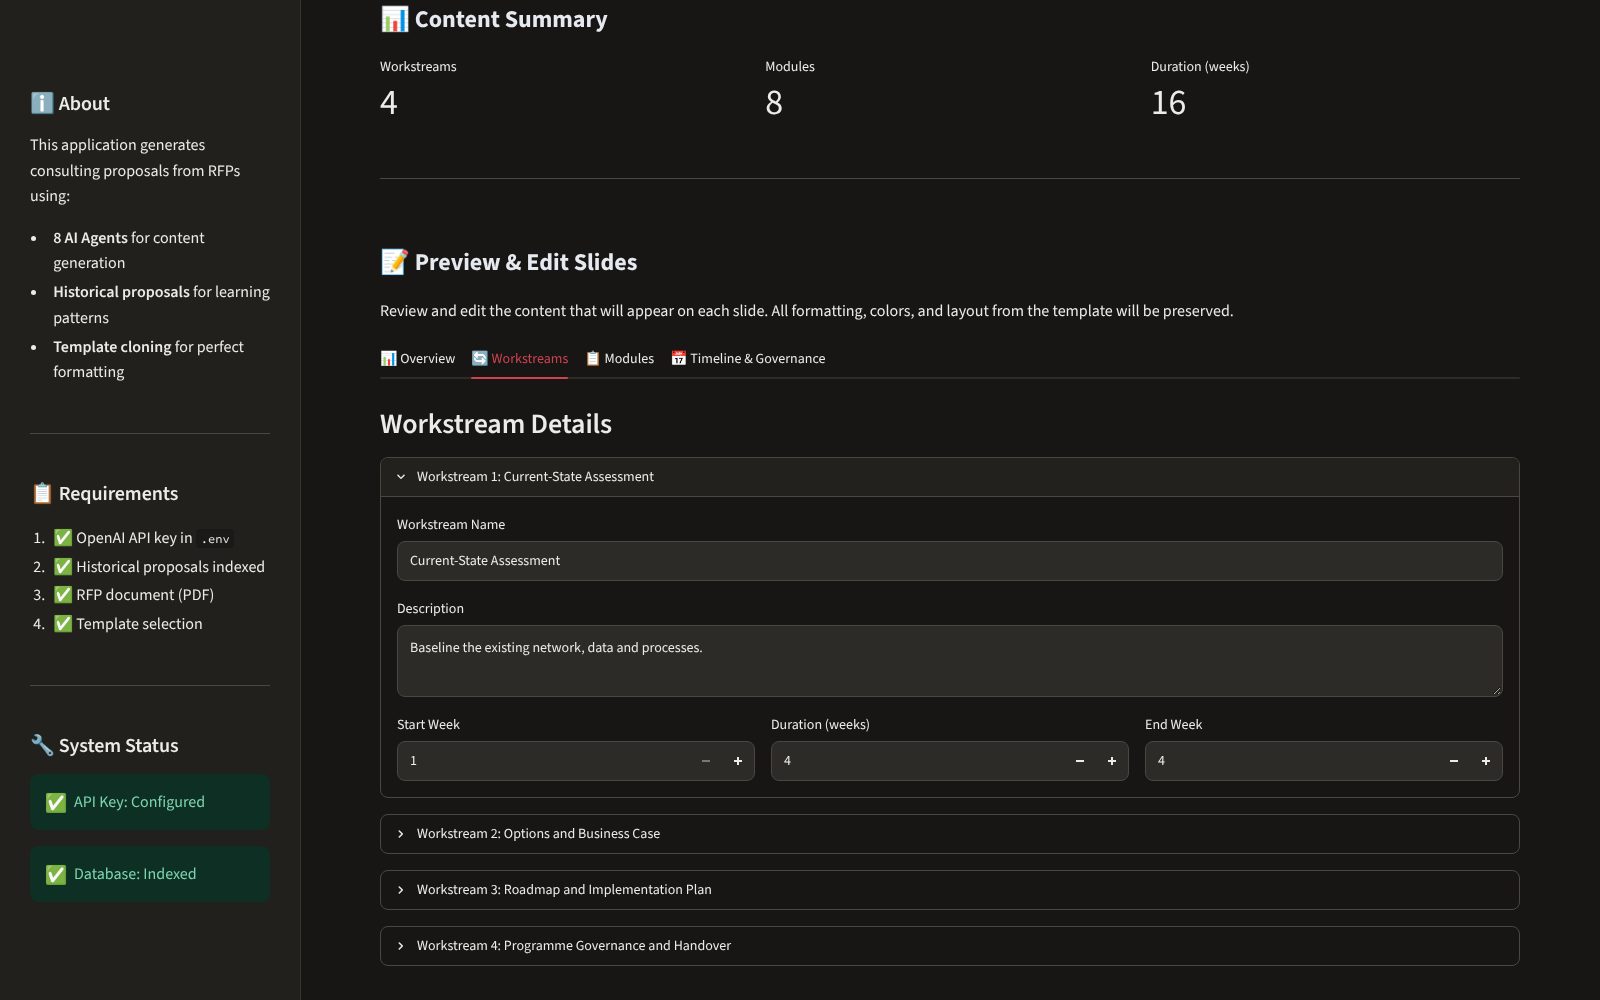 ℹ️ About
This application generates
consulting proposals from RFPs
using:
• 8 AI Agents for content
generation
• Historical proposals for learning
patterns
• Template cloning for perfect
formatting
📋 Requirements
1. ✅ OpenAI API key in .env
2. ✅ Historical proposals indexed
3. ✅ RFP document (PDF)
4. ✅ Template selection
🔧 System Status
✅ API Key: Configured
✅ Database: Indexed
📊 Content Summary
Workstreams
4
Modules
8
Duration (weeks)
16
📝 Preview & Edit Slides
Review and edit the content that will appear on each slide. All formatting, colors, and layout from the template will be preserved.
📊 Overview 🔄 Workstreams 📋 Modules 📅 Timeline & Governance
Workstream Details
Workstream 1: Current-State Assessment
Workstream Name
Current-State Assessment
Description
Baseline the existing network, data and processes.
Start Week
1
Duration (weeks)
4
End Week
4
Workstream 2: Options and Business Case
Workstream 3: Roadmap and Implementation Plan
Workstream 4: Programme Governance and Handover